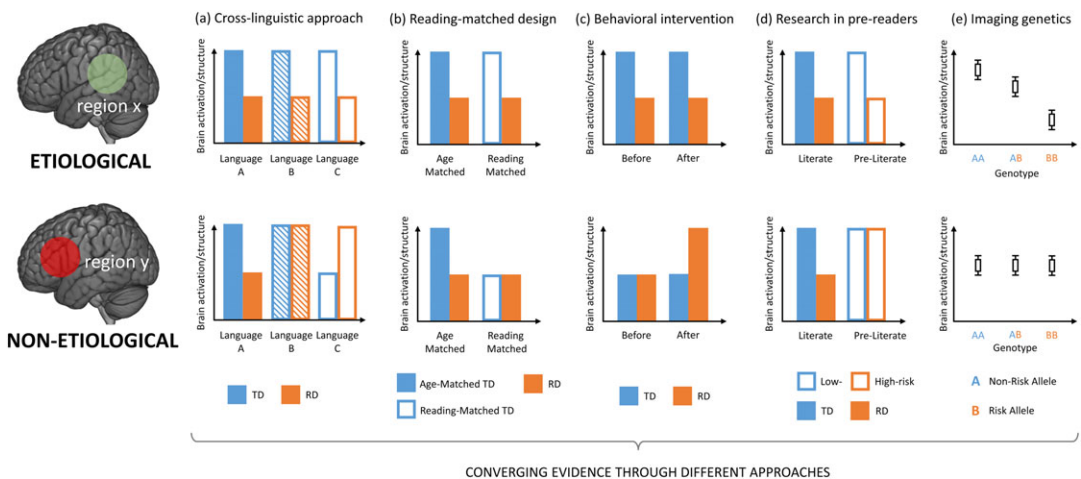 (a) Cross-linguistic approach
(b) Reading-matched design
(c) Behavioral intervention
(d) Research in pre-readers
(e) Imaging genetics
region x
ETIOLOGICAL
Brain activation/structure
Language A
Language B
Language C
Brain activation/structure
Age Matched
Reading Matched
Brain activation/structure
Before
After
Brain activation/structure
Literate
Pre-Literate
Brain activation/structure
AA
AB
BB
Genotype
region y
NON-ETIOLOGICAL
Brain activation/structure
Language A
Language B
Language C
Brain activation/structure
Age Matched
Reading Matched
Brain activation/structure
Before
After
Brain activation/structure
Literate
Pre-Literate
Brain activation/structure
AA
AB
BB
Genotype
TD
RD
Age-Matched TD
RD
Reading-Matched TD
TD
RD
Low-
High-risk
TD
RD
A Non-Risk Allele
B Risk Allele
CONVERGING EVIDENCE THROUGH DIFFERENT APPROACHES